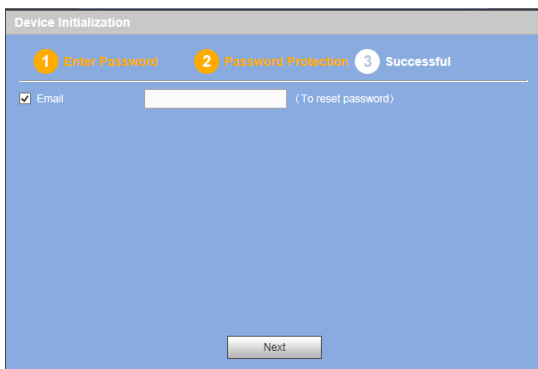 Device Initialization
1 Enter Password 2 Password Protection 3 Successful
Email (To reset password)
Next